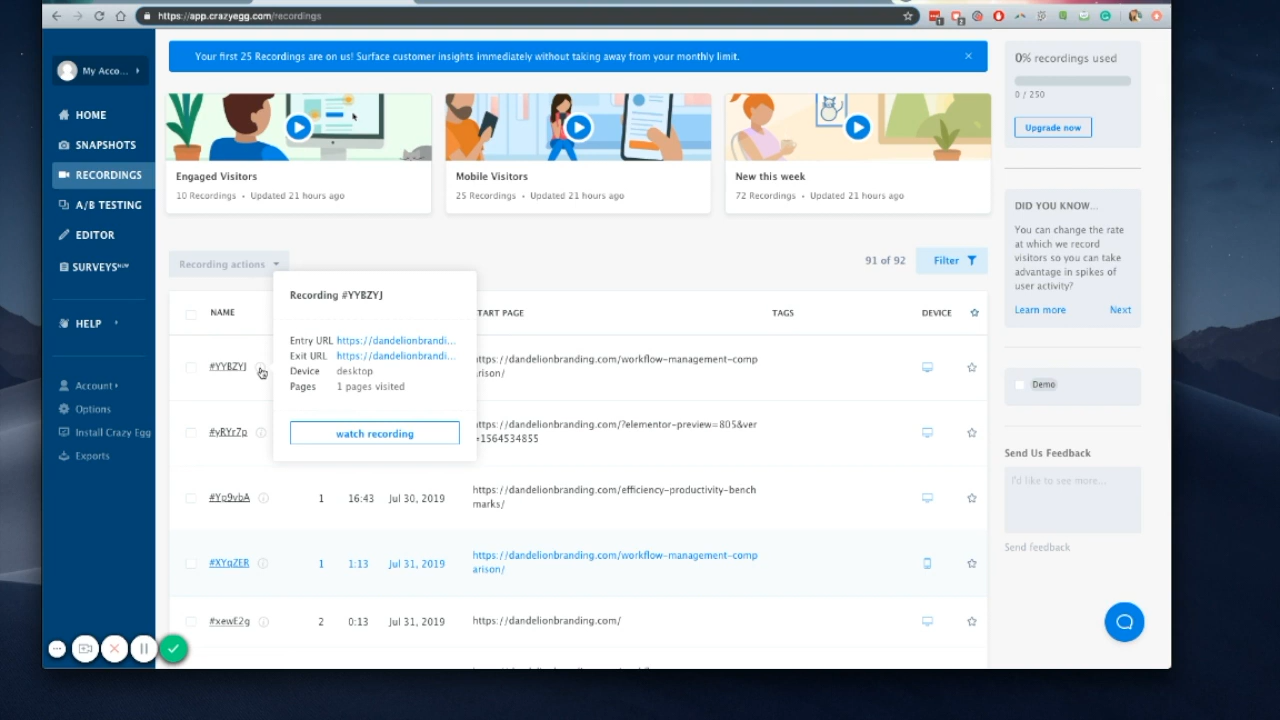 https://app.crazyegg.com/recordings
My Acco...
HOME
SNAPSHOTS
RECORDINGS
A/B TESTING
EDITOR
SURVEYS NEW
HELP
Account
Options
Install Crazy Egg
Exports
Your first 25 Recordings are on us! Surface customer insights immediately without taking away from your monthly limit.
Engaged Visitors
10 Recordings • Updated 21 hours ago
Mobile Visitors
25 Recordings • Updated 21 hours ago
New this week
72 Recordings • Updated 21 hours ago
Recording actions
91 of 92
Filter
NAME
START PAGE
TAGS
DEVICE
Recording #YYBZYJ
Entry URL https://dandelionbrandi...
Exit URL https://dandelionbrandi...
Device desktop
Pages 1 pages visited
watch recording
#YYBZYJ
https://dandelionbranding.com/workflow-management-comp
arison/
#yRYrZp
https://dandelionbranding.com/?elementor-preview=805&ver
=1564534855
#Yp9vbA 1 16:43 Jul 30, 2019
https://dandelionbranding.com/efficiency-productivity-bench
marks/
#XYqZER 1 1:13 Jul 31, 2019
https://dandelionbranding.com/workflow-management-comp
arison/
#xewE2g 2 0:13 Jul 31, 2019
https://dandelionbranding.com/
0% recordings used
0 / 250
Upgrade now
DID YOU KNOW...
You can change the rate
at which we record
visitors so you can take
advantage in spikes of
user activity?
Learn more
Next
Demo
Send Us Feedback
I'd like to see more...
Send feedback